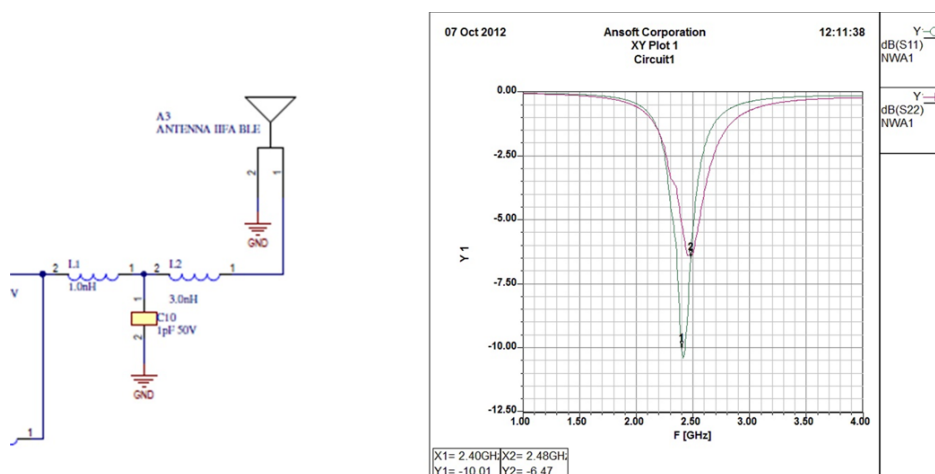 A3
ANTENNA IIFA BLE
2
1
GND
2
L1
1
2
L2
1
1.0nH
3.0nH
V
1
C10
1pF 50V
2
GND
1
07 Oct 2012
Ansoft Corporation
12:11:38
XY Plot 1
Circuit1
Y
dB(S11)
NWA1
Y
dB(S22)
NWA1
0.00
-2.50
-5.00
-7.50
-10.00
-12.50
Y 1
2
1
1.00
2.00
2.50
3.00
3.50
4.00
F [GHz]
X1= 2.40GHz
X2= 2.48GHz
Y1= -10.01
Y2= -6.47